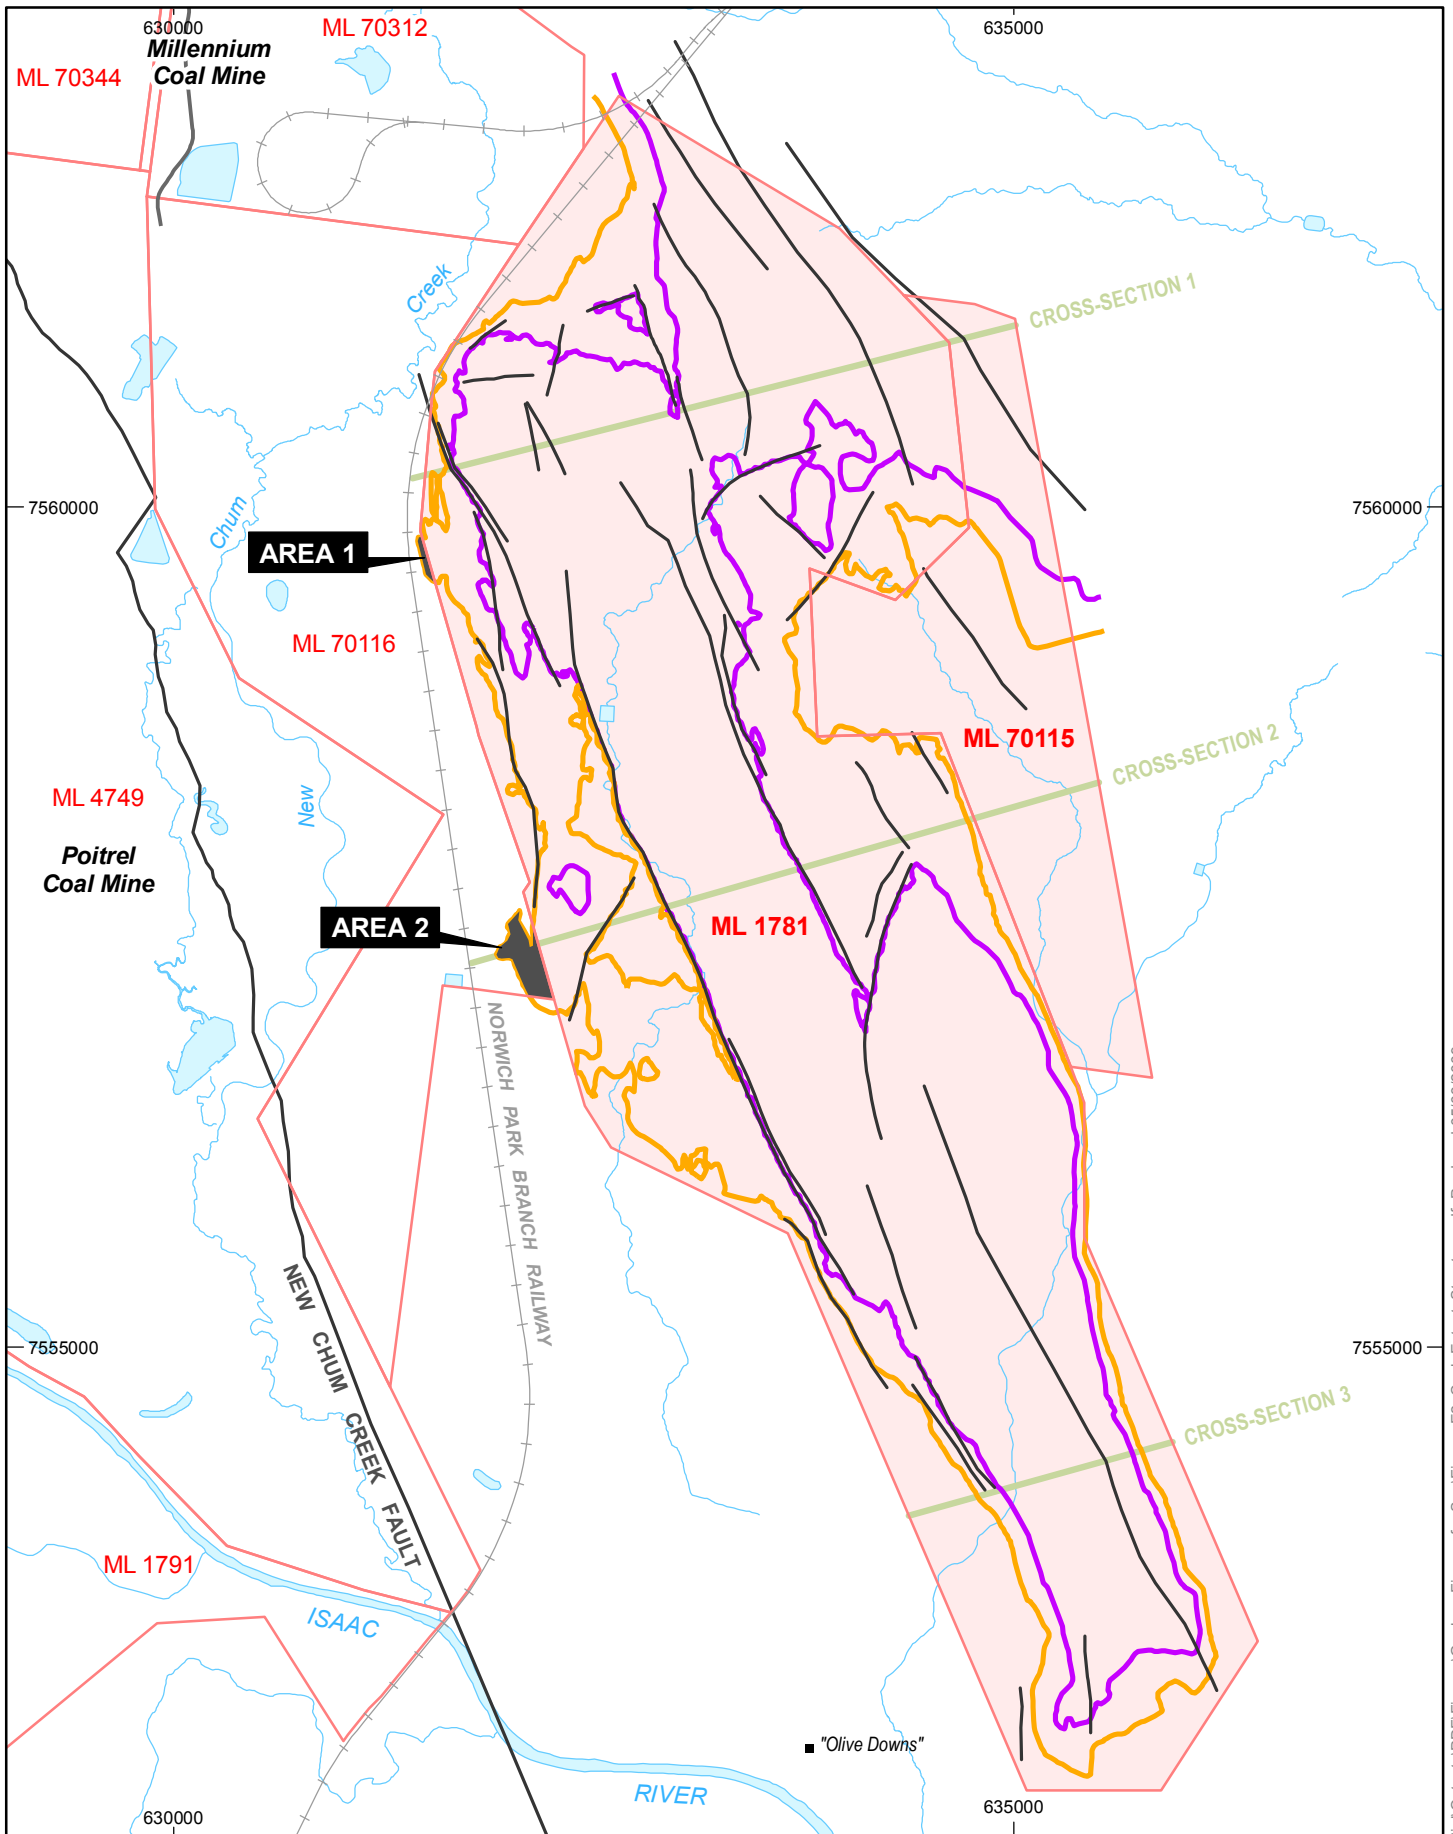 630000
635000
ML 70312
Millennium
Coal Mine
ML 70344
Creek
CROSS-SECTION 1
7560000
7560000
Chum
AREA 1
ML 70116
ML 70115
CROSS-SECTION 2
New
ML 4749
Poitrel
Coal Mine
AREA 2
ML 1781
NORWICH PARK BRANCH RAILWAY
NEW CHUM CREEK FAULT
7555000
7555000
CROSS-SECTION 3
ML 1791
ISAAC
"Olive Downs"
RIVER
630000
635000